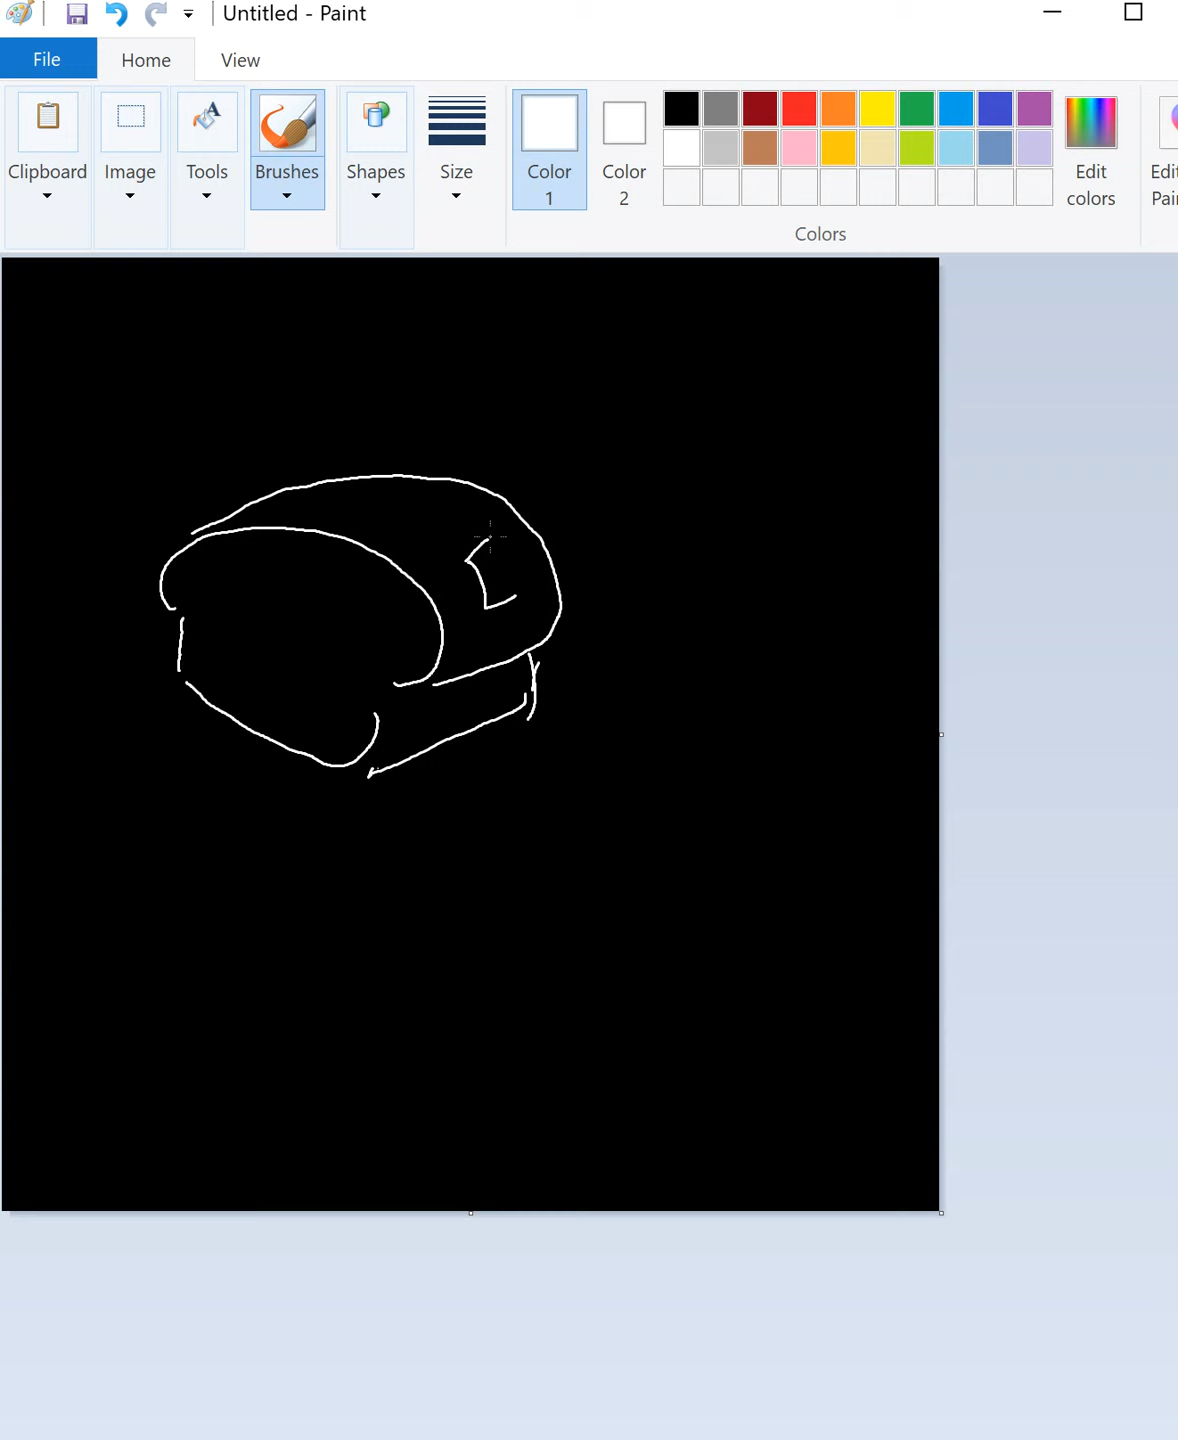 Untitled - Paint
File Home View
Clipboard Image Tools Brushes Shapes Size Color 1 Color 2 Edit colors
Colors